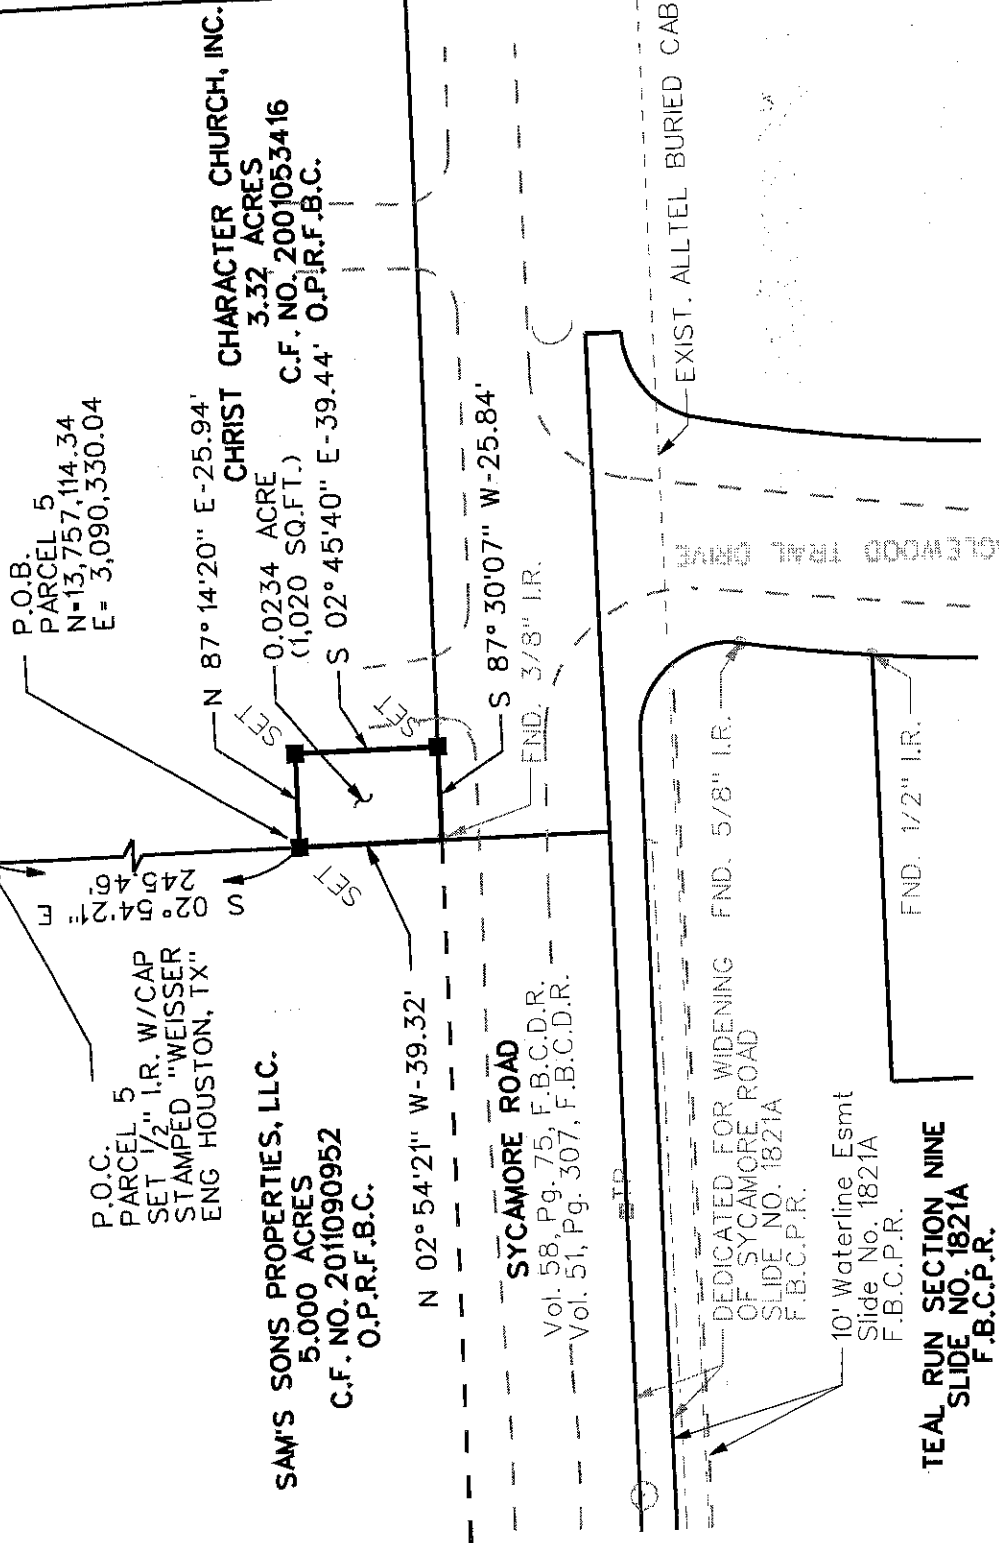 P.O.B.
PARCEL 5
N=13,757,114.34
E= 3,090,330.04
N 87°14'20" E-25.94'
CHRIST CHARACTER CHURCH, INC.
3.32 ACRES
C.F. NO. 2001053416
O.P.R.F.B.C.
0.0234 ACRE
(1,020 SQ.FT.)
S 02°45'40" E-39.44'
S 87°30'07" W-25.84'
FND. 3/8" I.R.
SET
SET
SET
S 02°54'21" E
245.46'
P.O.C.
PARCEL 5
SET 1/2" I.R. W/CAP
STAMPED "WEISSER
ENG HOUSTON, TX"
SAM'S SONS PROPERTIES, LLC.
5.000 ACRES
C.F. NO. 2011090952
O.P.R.F.B.C.
N 02°54'21" W-39.32'
SYCAMORE ROAD
Vol. 58, Pg. 75, F.B.C.D.R.
Vol. 51, Pg. 307, F.B.C.D.R.
EXIST. ALLTEL BURIED CAB
OLEWOOD TRAIL DRIVE
FND. 5/8" I.R.
FND. 1/2" I.R.
DEDICATED FOR WIDENING
OF SYCAMORE ROAD
SLIDE NO. 1821A
F.B.C.P.R.
10' Waterline Esmt
Slide No. 1821A
F.B.C.P.R.
TEAL RUN SECTION NINE
SLIDE NO. 1821A
F.B.C.P.R.